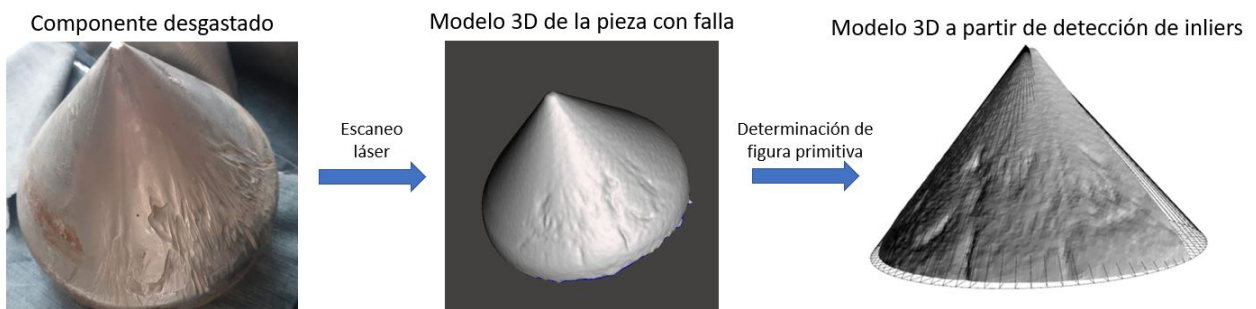 Componente desgastado
Modelo 3D de la pieza con falla
Modelo 3D a partir de detección de inliers
Escaneo
láser
Determinación de
figura primitiva